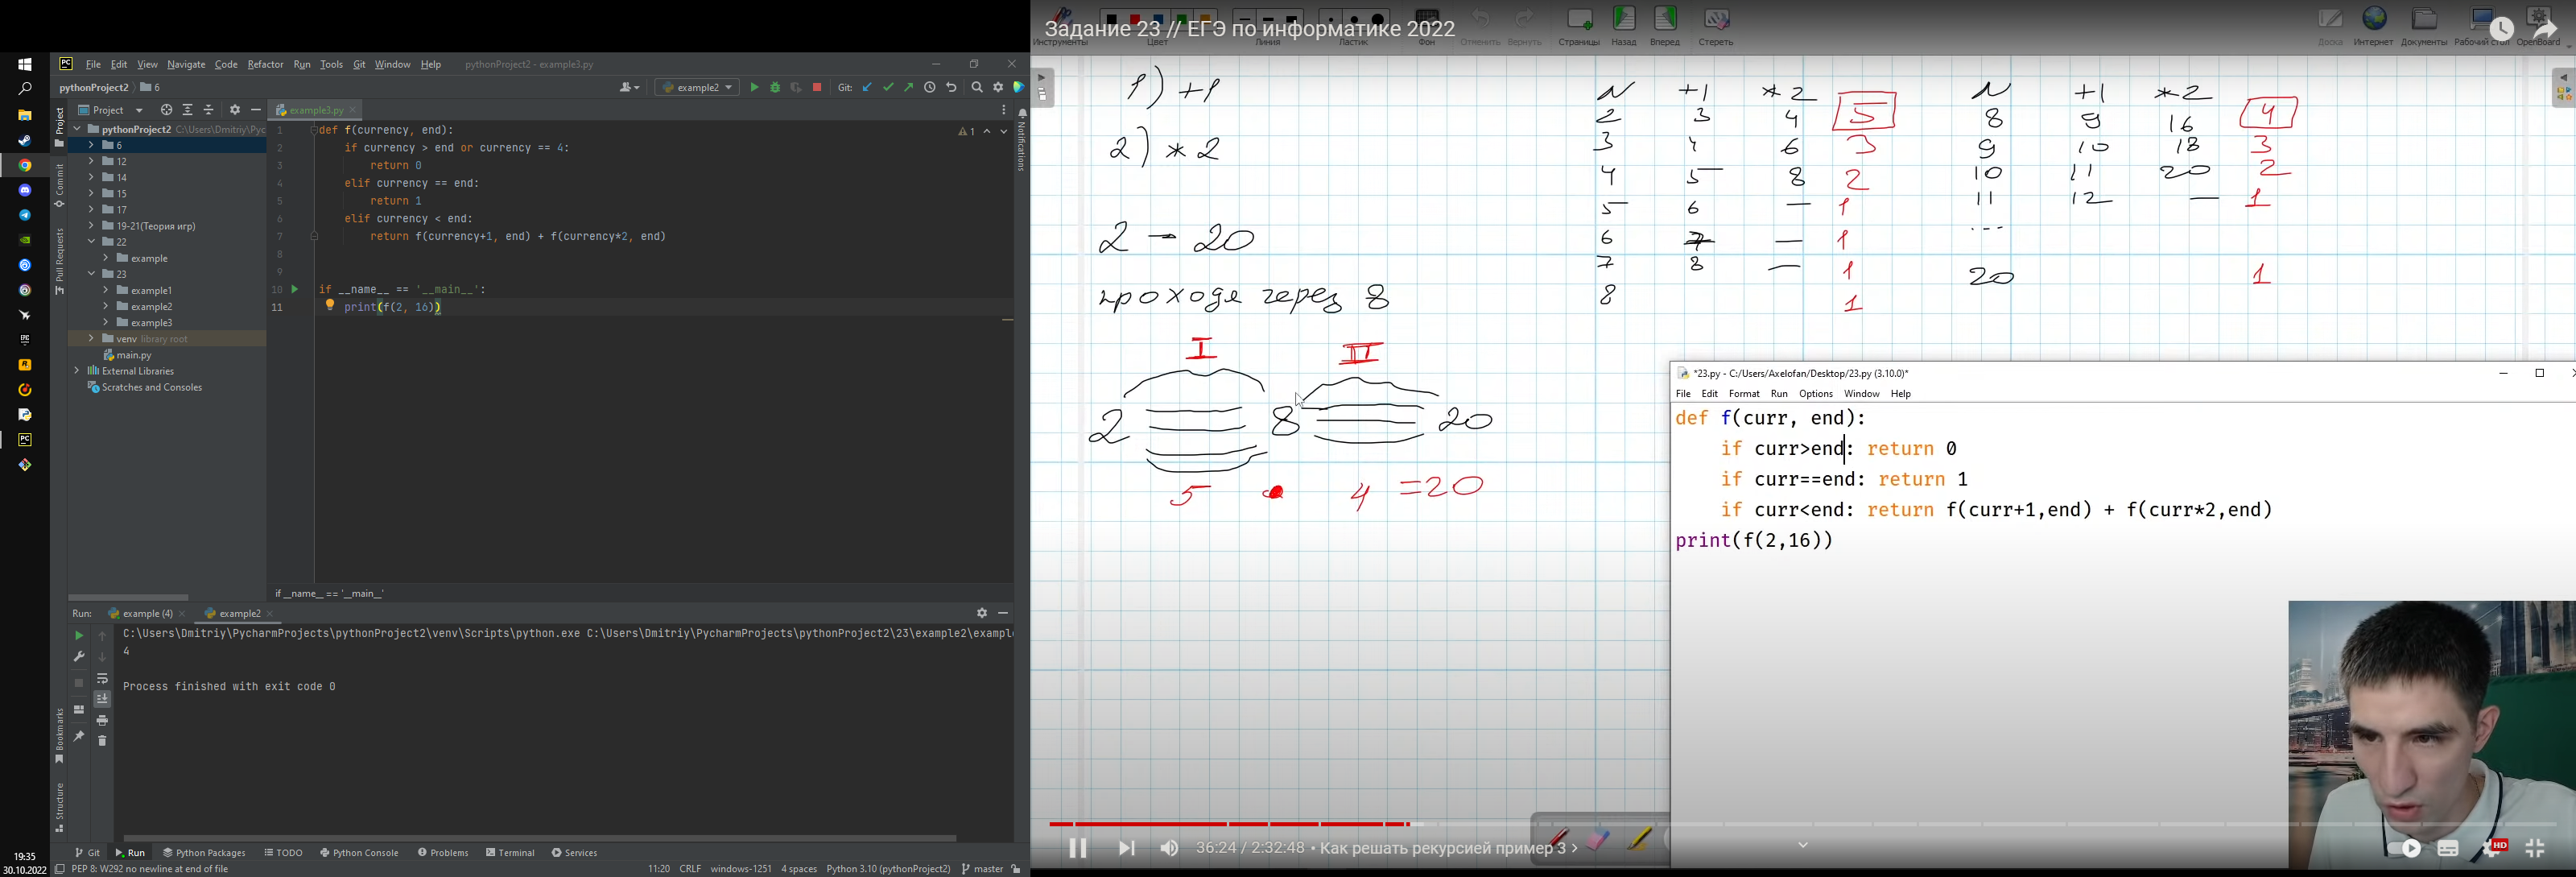 File Edit View Navigate Code Refactor Run Tools Git Window Help pythonProject2 - example3.py
pythonProject2 6
example2
Git:
Project
example3.py
pythonProject2 C:\Users\Dmitriy\Pyc
6
12
14
15
17
19-21(Теория игр)
22
example
23
example1
example2
example3
venv library root
main.py
External Libraries
Scratches and Consoles
Project
Commit
Pull Requests
Bookmarks
Structure
Notifications
1
1 def f(currency, end):
2 if currency > end or currency == 4:
3 return 0
4 elif currency == end:
5 return 1
6 elif currency < end:
7 return f(currency+1, end) + f(currency*2, end)
8
9
10 if __name__ == '__main__':
11 print(f(2, 16))
if __name__ == '__main__'
Run: example (4) example2
C:\Users\Dmitriy\PycharmProjects\pythonProject2\venv\Scripts\python.exe C:\Users\Dmitriy\PycharmProjects\pythonProject2\23\example2\exampl
4
Process finished with exit code 0
Git Run Python Packages TODO Python Console Problems Terminal Services
PEP 8: W292 no newline at end of file 11:20 CRLF windows-1251 4 spaces Python 3.10 (pythonProject2) master
19:35
30.10.2022
Задание 23 // ЕГЭ по информатике 2022
Инструменты Цвет Линия Ластик Фон Отменить Вернуть Страницы Назад Вперед Стереть Доска Интернет Документы Рабочий стол OpenBoard
1) +1
2) * 2
2 - 20
проходя через 8
I II
2 8 20
5 • 4 =20
N +1 *2 5
2 3 4
3 4 6 3
4 5 8 2
5 6 — 1
6 7 — 1
7 8 — 1
8 1
N +1 *2 4
8 9 16
9 10 18 3
10 11 20 2
11 12 — 1
...
20 1
*23.py - C:/Users/Axelofan/Desktop/23.py (3.10.0)*
File Edit Format Run Options Window Help
def f(curr, end):
if curr>end: return 0
if curr==end: return 1
if curr<end: return f(curr+1,end) + f(curr*2,end)
print(f(2,16))
36:24 / 2:32:48 • Как решать рекурсией пример 3
HD